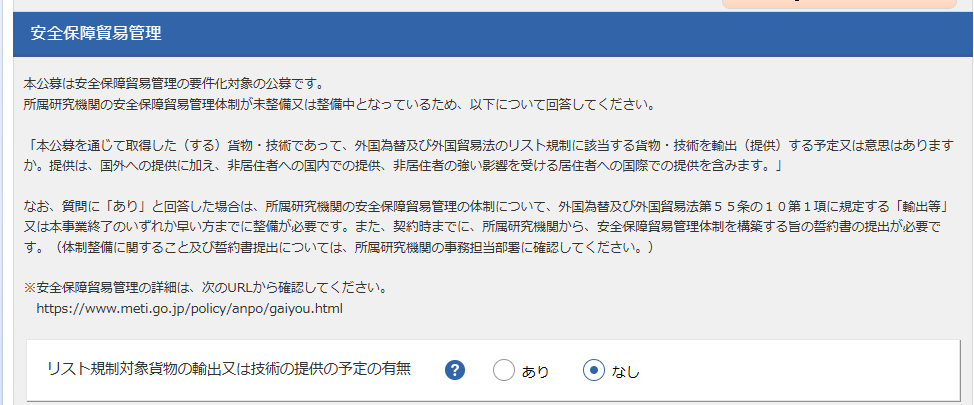 安全保障貿易管理
本公募は安全保障貿易管理の要件化対象の公募です。
所属研究機関の安全保障貿易管理体制が未整備又は整備中となっているため、以下について回答してください。
「本公募を通じて取得した（する）貨物・技術であって、外国為替及び外国貿易法のリスト規制に該当する貨物・技術を輸出（提供）する予定又は意思はあります
か。提供は、国外への提供に加え、非居住者への国内での提供、非居住者の強い影響を受ける居住者への国際での提供を含みます。」
なお、質問に「あり」と回答した場合は、所属研究機関の安全保障貿易管理の体制について、外国為替及び外国貿易法第５５条の１０第１項に規定する「輸出等」
又は本事業終了のいずれか早い方までに整備が必要です。また、契約時までに、所属研究機関から、安全保障貿易管理体制を構築する旨の誓約書の提出が必要で
す。（体制整備に関すること及び誓約書提出については、所属研究機関の事務担当部署に確認してください。）
※安全保障貿易管理の詳細は、次のURLから確認してください。
https://www.meti.go.jp/policy/anpo/gaiyou.html
リスト規制対象貨物の輸出又は技術の提供の予定の有無 ? あり なし